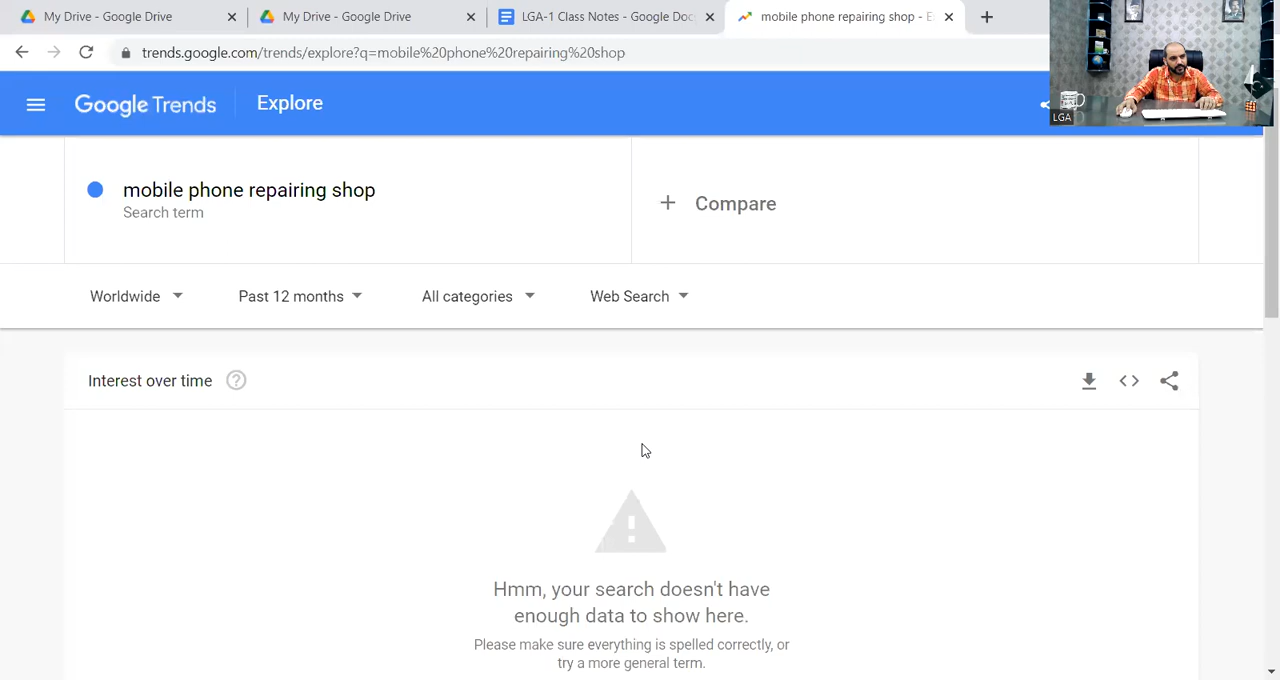 My Drive - Google Drive
My Drive - Google Drive
LGA-1 Class Notes - Google Doc
mobile phone repairing shop - E
trends.google.com/trends/explore?q=mobile%20phone%20repairing%20shop
Google Trends
Explore
LGA
mobile phone repairing shop
Search term
+ Compare
Worldwide
Past 12 months
All categories
Web Search
Interest over time
Hmm, your search doesn't have
enough data to show here.
Please make sure everything is spelled correctly, or
try a more general term.